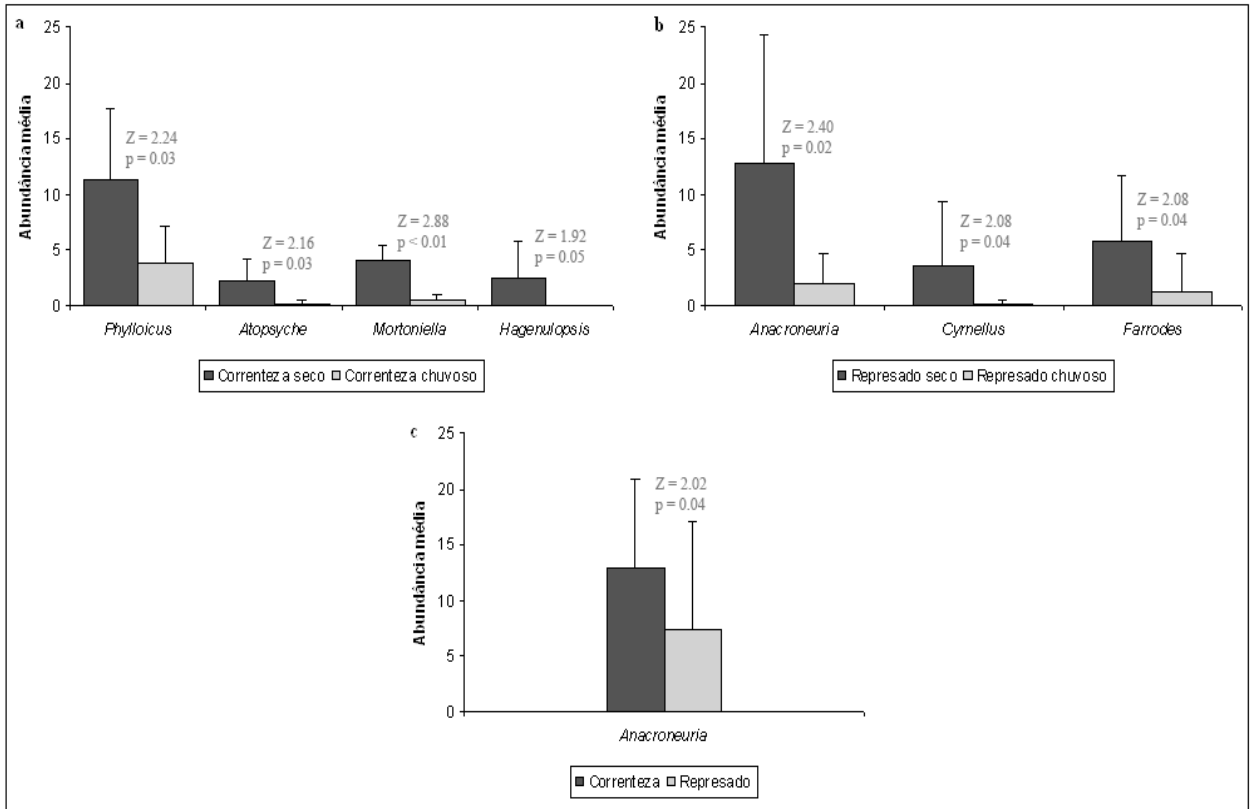 a
Abundância média
25
20
15
10
5
0
Z = 2.24
p = 0.03
Z = 2.16
p = 0.03
Z = 2.88
p < 0.01
Z = 1.92
p = 0.05
Phylloicus Atopsyche Mortoniella Hagenulopsis
Correnteza seco Correnteza chuvoso
b
Abundância média
25
20
15
10
5
0
Z = 2.40
p = 0.02
Z = 2.08
p = 0.04
Z = 2.08
p = 0.04
Anacroneuria Cyrnellus Farrodes
Represado seco Represado chuvoso
c
Abundância média
25
20
15
10
5
0
Z = 2.02
p = 0.04
Anacroneuria
Correnteza Represado